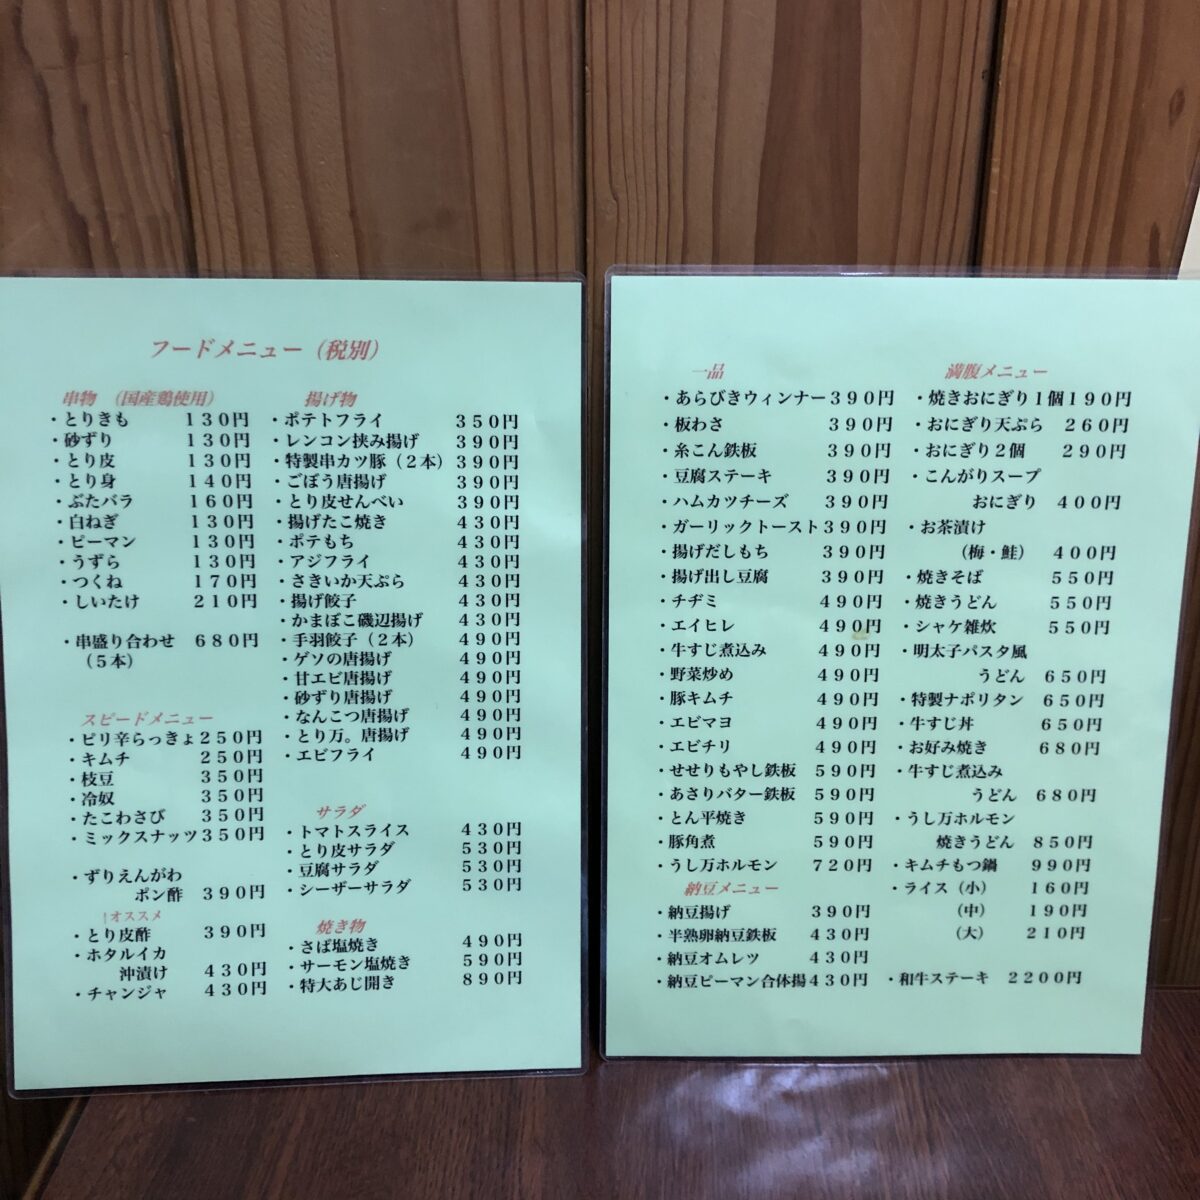 フードメニュー（税別）
串物　（国産鶏使用）
・とりきも　１３０円
・砂ずり　１３０円
・とり皮　１３０円
・とり身　１４０円
・ぶたバラ　１６０円
・白ねぎ　１３０円
・ピーマン　１３０円
・うずら　１３０円
・つくね　１７０円
・しいたけ　２１０円
・串盛り合わせ　６８０円
（５本）
スピードメニュー
・ピリ辛らっきょ２５０円
・キムチ　２５０円
・枝豆　３５０円
・冷奴　３５０円
・たこわさび　３５０円
・ミックスナッツ３５０円
・ずりえんがわ
ポン酢　３９０円
↑オススメ
・とり皮酢　３９０円
・ホタルイカ
沖漬け　４３０円
・チャンジャ　４３０円
揚げ物
・ポテトフライ　３５０円
・レンコン挟み揚げ　３９０円
・特製串カツ豚（２本）３９０円
・ごぼう唐揚げ　３９０円
・とり皮せんべい　３９０円
・揚げたこ焼き　４３０円
・ポテもち　４３０円
・アジフライ　４３０円
・さきいか天ぷら　４３０円
・揚げ餃子　４３０円
・かまぼこ磯辺揚げ　４３０円
・手羽餃子（２本）　４９０円
・ゲソの唐揚げ　４９０円
・甘エビ唐揚げ　４９０円
・砂ずり唐揚げ　４９０円
・なんこつ唐揚げ　４９０円
・とり万。唐揚げ　４９０円
・エビフライ　４９０円
サラダ
・トマトスライス　４３０円
・とり皮サラダ　５３０円
・豆腐サラダ　５３０円
・シーザーサラダ　５３０円
焼き物
・さば塩焼き　４９０円
・サーモン塩焼き　５９０円
・特大あじ開き　８９０円
一品
・あらびきウィンナー３９０円
・板わさ　３９０円
・糸こん鉄板　３９０円
・豆腐ステーキ　３９０円
・ハムカツチーズ　３９０円
・ガーリックトースト３９０円
・揚げだしもち　３９０円
・揚げ出し豆腐　３９０円
・チヂミ　４９０円
・エイヒレ　４９０円
・牛すじ煮込み　４９０円
・野菜炒め　４９０円
・豚キムチ　４９０円
・エビマヨ　４９０円
・エビチリ　４９０円
・せせりもやし鉄板　５９０円
・あさりバター鉄板　５９０円
・とん平焼き　５９０円
・豚角煮　５９０円
・うし万ホルモン　７２０円
納豆メニュー
・納豆揚げ　３９０円
・半熟卵納豆鉄板　４３０円
・納豆オムレツ　４３０円
・納豆ピーマン合体揚４３０円
満腹メニュー
・焼きおにぎり１個１９０円
・おにぎり天ぷら　２６０円
・おにぎり２個　２９０円
・こんがりスープ
おにぎり　４００円
・お茶漬け
（梅・鮭）　４００円
・焼きそば　５５０円
・焼きうどん　５５０円
・シャケ雑炊　５５０円
・明太子パスタ風
うどん　６５０円
・特製ナポリタン　６５０円
・牛すじ丼　６５０円
・お好み焼き　６８０円
・牛すじ煮込み
うどん　６８０円
・うし万ホルモン
焼きうどん　８５０円
・キムチもつ鍋　９９０円
・ライス（小）　１６０円
（中）　１９０円
（大）　２１０円
・和牛ステーキ　２２００円